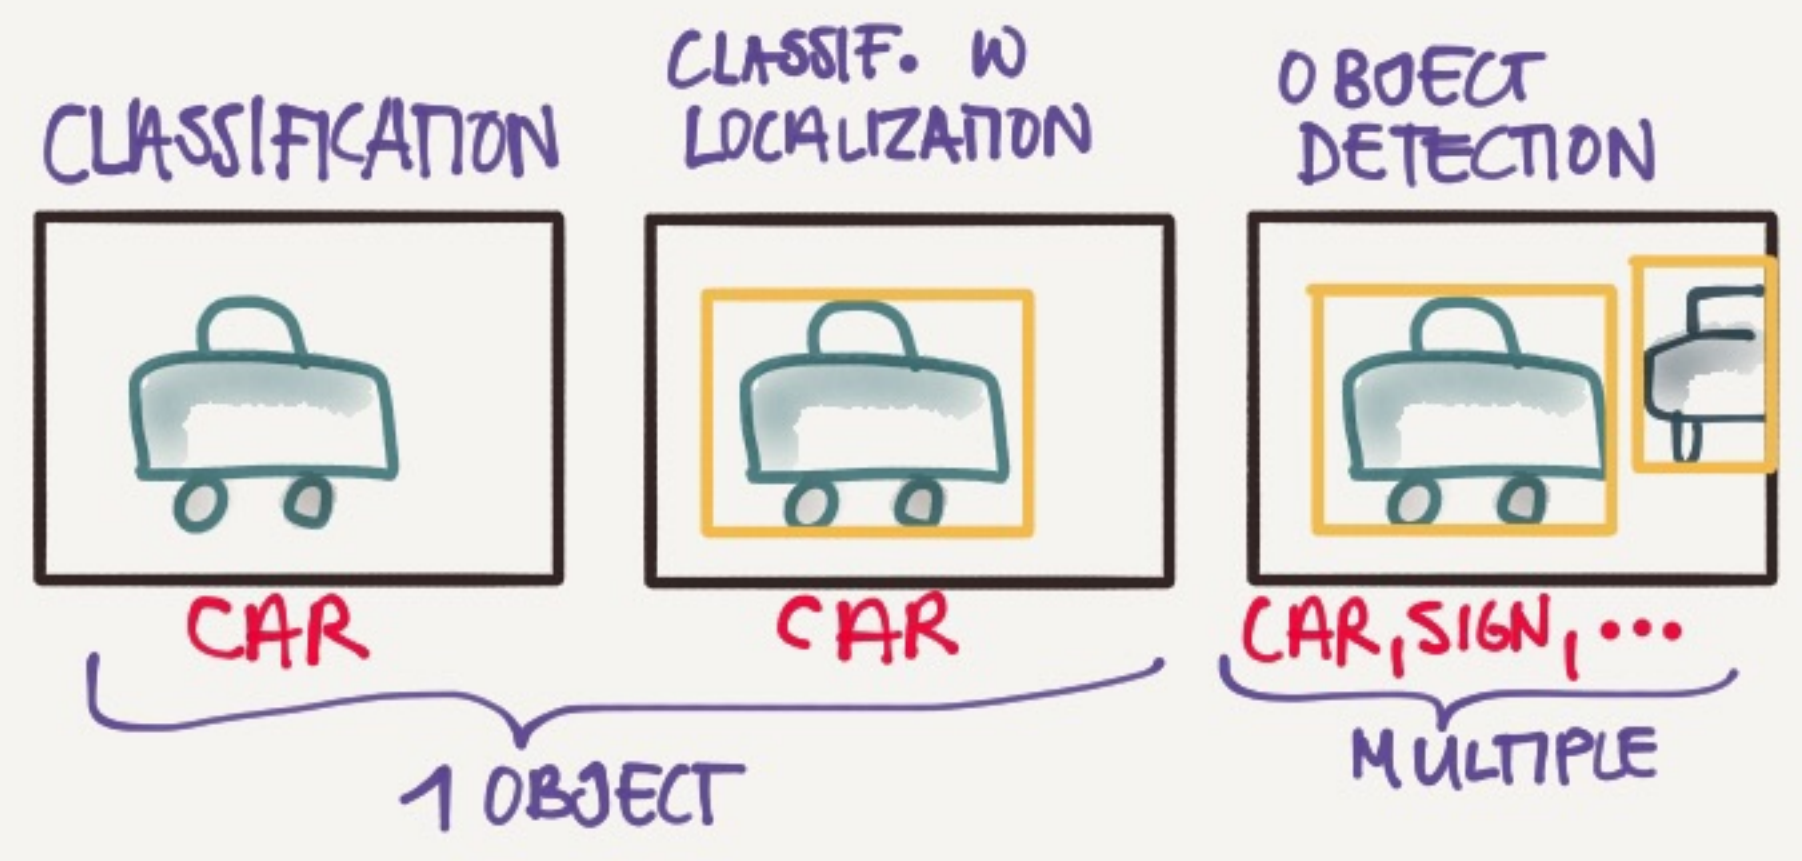 CLASSIFICATION
CLASSIF. W
LOCALIZATION
OBJECT
DETECTION
CAR
CAR
CAR, SIGN, ...
1 OBJECT
MULTIPLE